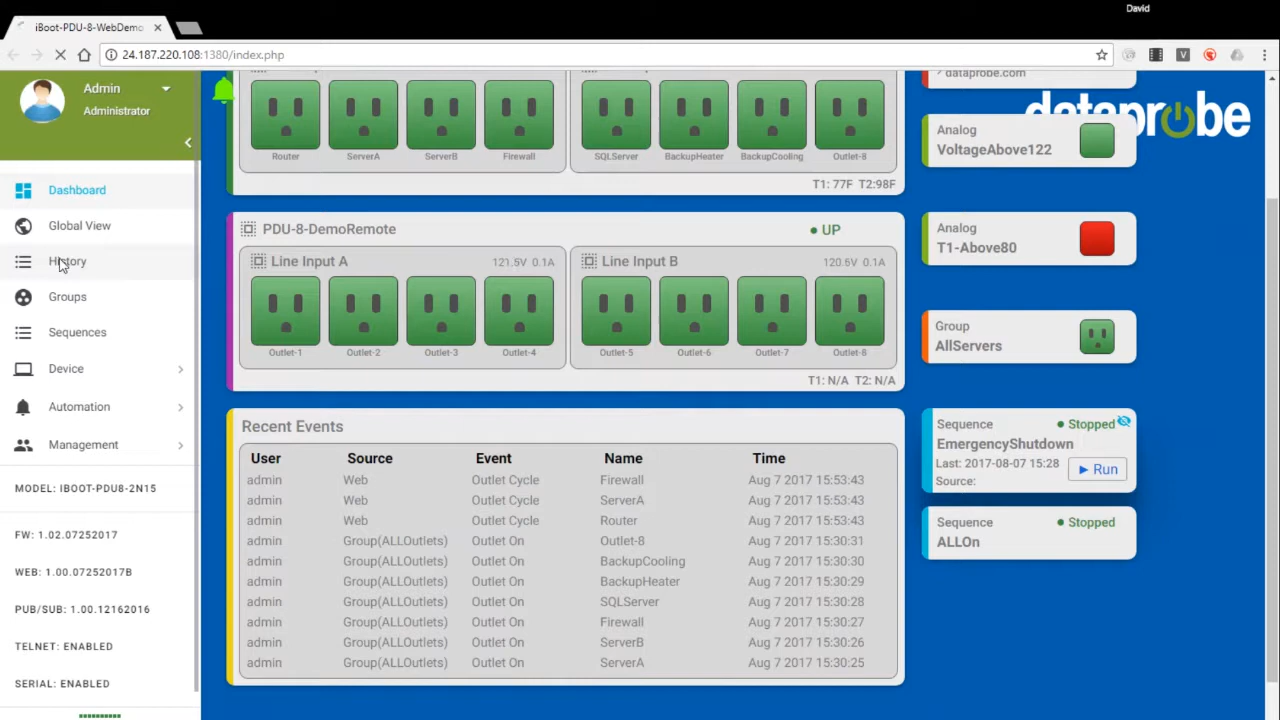 David
iBoot-PDU-8-WebDemo
24.187.220.108:1380/index.php
V
Admin
Administrator
Dashboard
Global View
History
Groups
Sequences
Device
Automation
Management
MODEL: IBOOT-PDU8-2N15
FW: 1.02.07252017
WEB: 1.00.07252017B
PUB/SUB: 1.00.12162016
TELNET: ENABLED
SERIAL: ENABLED
Router ServerA ServerB Firewall SQLServer BackupHeater BackupCooling Outlet-8
T1: 77F T2:98F
PDU-8-DemoRemote UP
Line Input A 121.5V 0.1A Line Input B 120.6V 0.1A
Outlet-1 Outlet-2 Outlet-3 Outlet-4 Outlet-5 Outlet-6 Outlet-7 Outlet-8
T1: N/A T2: N/A
Recent Events
User Source Event Name Time
admin Web Outlet Cycle Firewall Aug 7 2017 15:53:43
admin Web Outlet Cycle ServerA Aug 7 2017 15:53:43
admin Web Outlet Cycle Router Aug 7 2017 15:53:43
admin Group(ALLOutlets) Outlet On Outlet-8 Aug 7 2017 15:30:31
admin Group(ALLOutlets) Outlet On BackupCooling Aug 7 2017 15:30:30
admin Group(ALLOutlets) Outlet On BackupHeater Aug 7 2017 15:30:29
admin Group(ALLOutlets) Outlet On SQLServer Aug 7 2017 15:30:28
admin Group(ALLOutlets) Outlet On Firewall Aug 7 2017 15:30:27
admin Group(ALLOutlets) Outlet On ServerB Aug 7 2017 15:30:26
admin Group(ALLOutlets) Outlet On ServerA Aug 7 2017 15:30:25
dataprobe.com
dataprobe
Analog
VoltageAbove122
Analog
T1-Above80
Group
AllServers
Sequence Stopped
EmergencyShutdown
Last: 2017-08-07 15:28
Source:
Run
Sequence Stopped
ALLOn